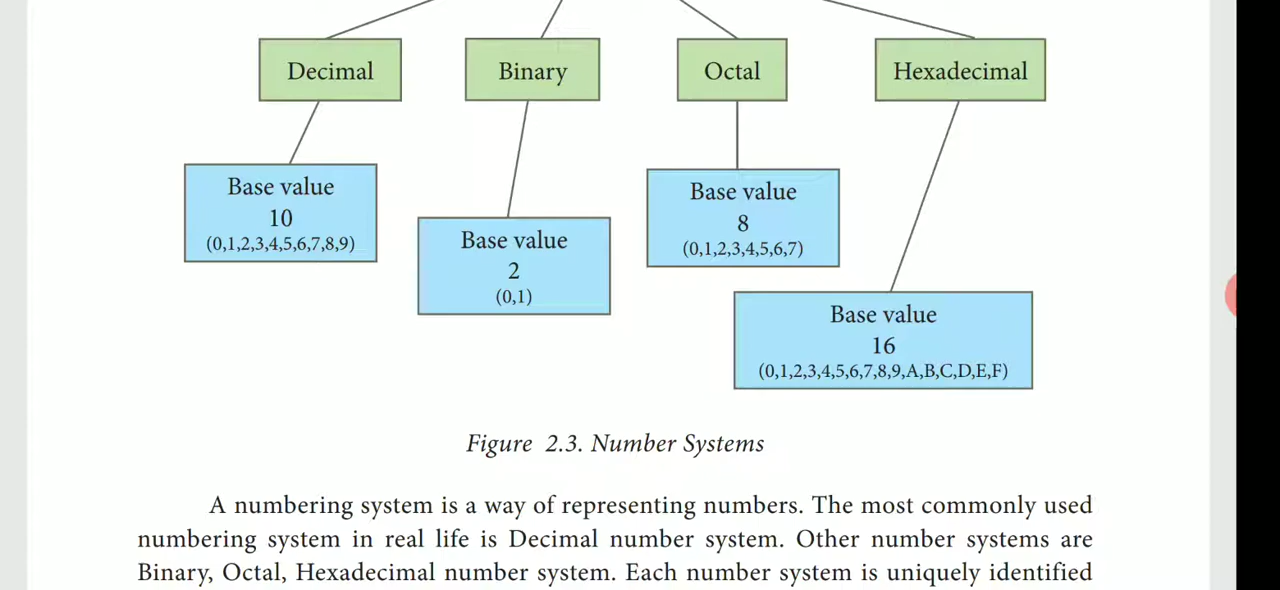 Decimal
Binary
Octal
Hexadecimal
Base value
10
(0,1,2,3,4,5,6,7,8,9)
Base value
2
(0,1)
Base value
8
(0,1,2,3,4,5,6,7)
Base value
16
(0,1,2,3,4,5,6,7,8,9,A,B,C,D,E,F)
Figure 2.3. Number Systems
A numbering system is a way of representing numbers. The most commonly used
numbering system in real life is Decimal number system. Other number systems are
Binary, Octal, Hexadecimal number system. Each number system is uniquely identified